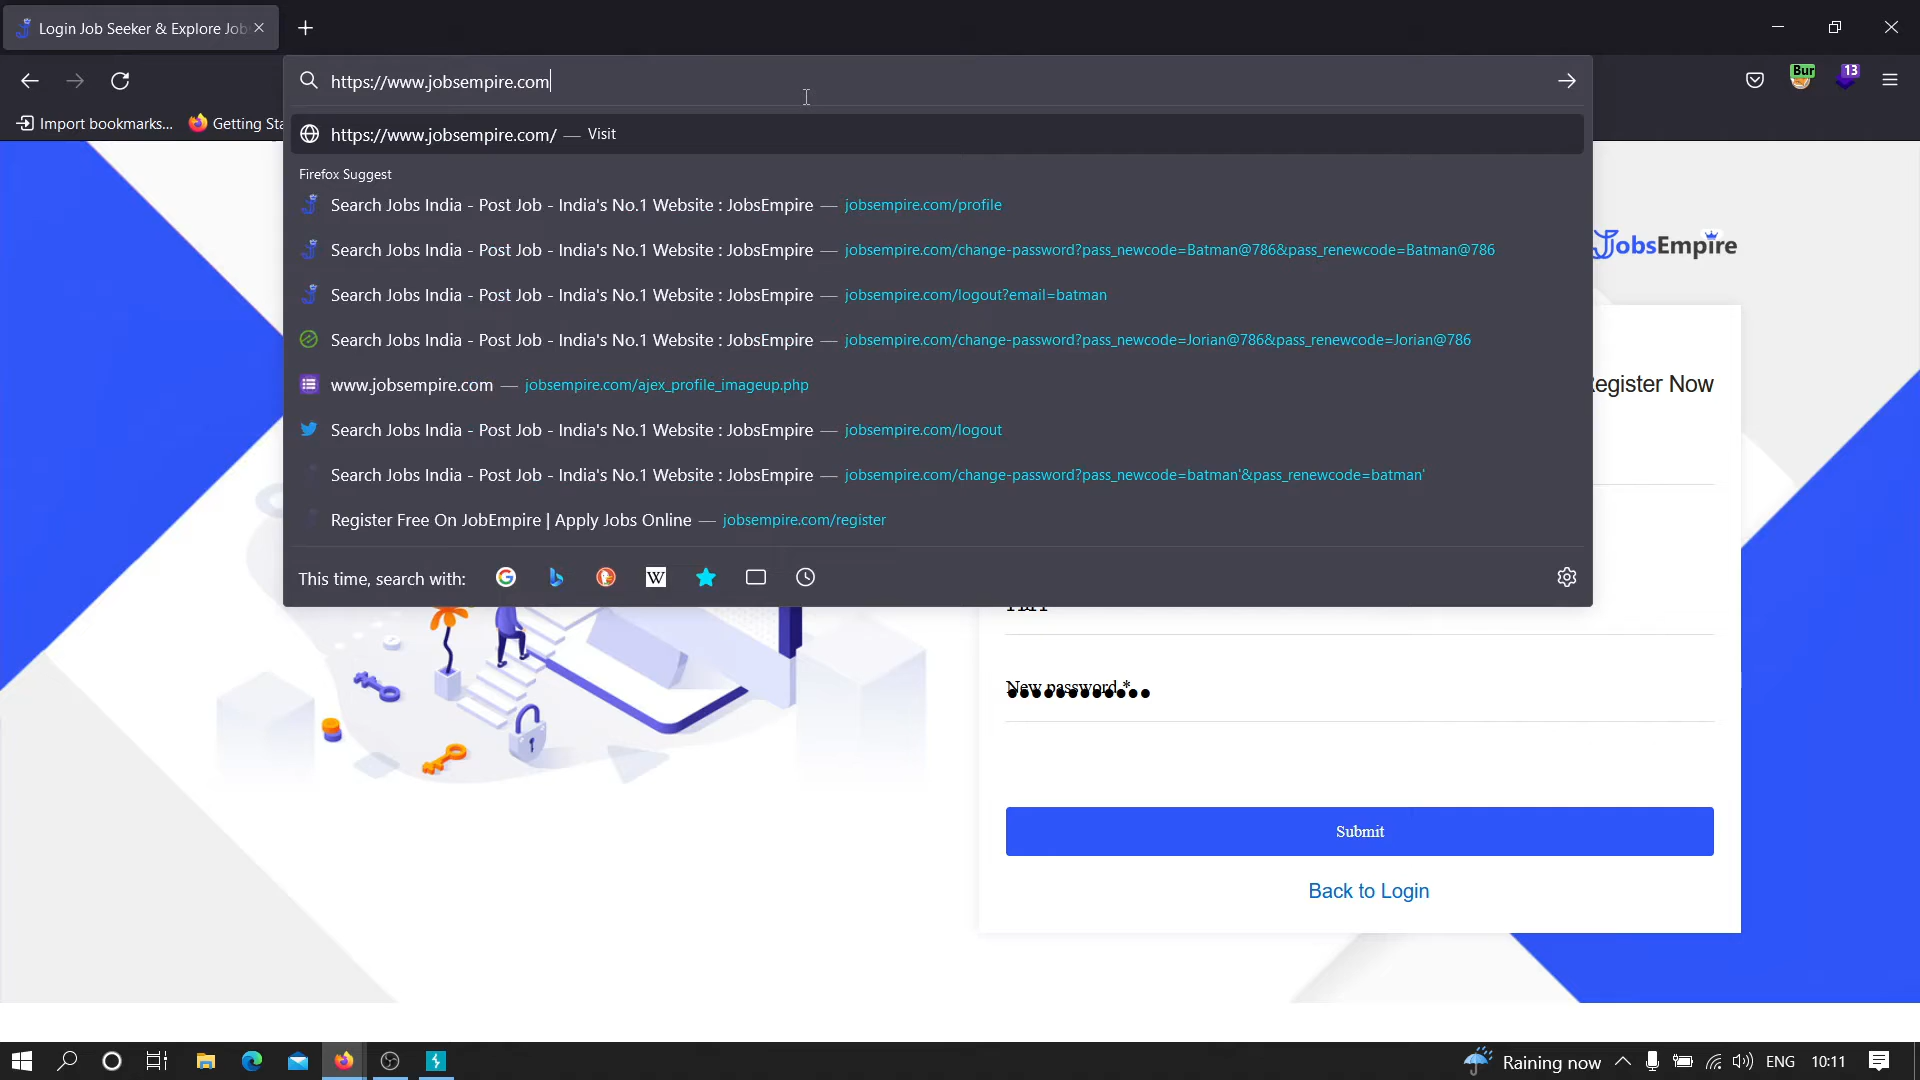 Login Job Seeker & Explore Job
https://www.jobsempire.com
Bur
13
Import bookmarks...
Getting Sta
https://www.jobsempire.com/ — Visit
Firefox Suggest
Search Jobs India - Post Job - India's No.1 Website : JobsEmpire — jobsempire.com/profile
Search Jobs India - Post Job - India's No.1 Website : JobsEmpire — jobsempire.com/change-password?pass_newcode=Batman@786&pass_renewcode=Batman@786
JobsEmpire
Search Jobs India - Post Job - India's No.1 Website : JobsEmpire — jobsempire.com/logout?email=batman
Search Jobs India - Post Job - India's No.1 Website : JobsEmpire — jobsempire.com/change-password?pass_newcode=Jorian@786&pass_renewcode=Jorian@786
www.jobsempire.com — jobsempire.com/ajex_profile_imageup.php
Register Now
Search Jobs India - Post Job - India's No.1 Website : JobsEmpire — jobsempire.com/logout
Search Jobs India - Post Job - India's No.1 Website : JobsEmpire — jobsempire.com/change-password?pass_newcode=batman'&pass_renewcode=batman'
Register Free On JobEmpire | Apply Jobs Online — jobsempire.com/register
This time, search with:
W
New password *
Submit
Back to Login
Raining now
ENG
10:11